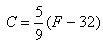 C = 5/9 (F − 32)